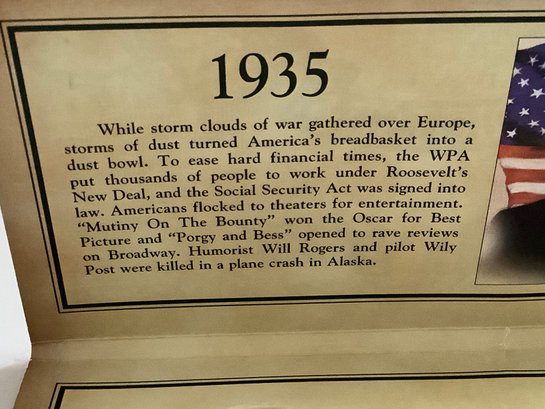 1935
While storm clouds of war gathered over Europe,
storms of dust turned America's breadbasket into a
dust bowl. To ease hard financial times, the WPA
put thousands of people to work under Roosevelt's
New Deal, and the Social Security Act was signed into
law. Americans flocked to theaters for entertainment.
"Mutiny On The Bounty" won the Oscar for Best
Picture and "Porgy and Bess" opened to rave reviews
on Broadway. Humorist Will Rogers and pilot Wily
Post were killed in a plane crash in Alaska.